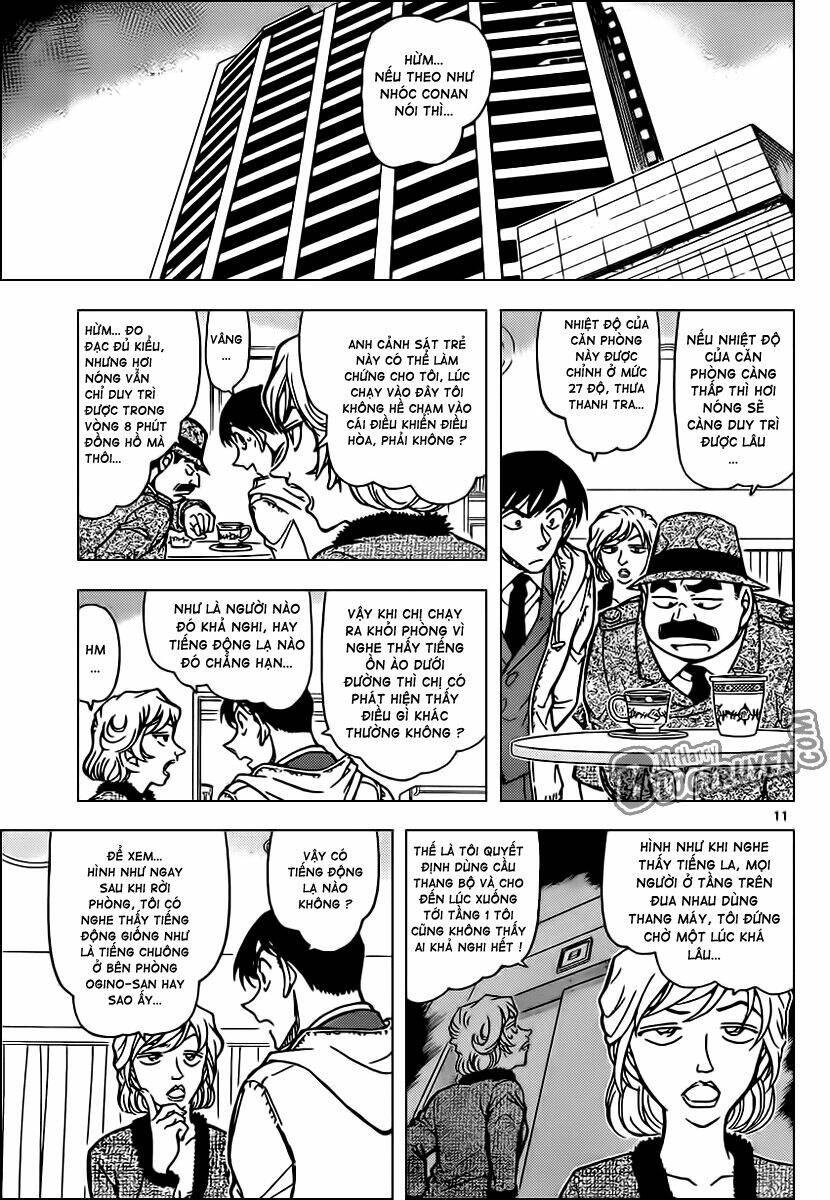 HỪM...
NẾU THEO NHƯ
NHÓC CONAN
NÓI THÌ...
NẾU NHIỆT ĐỘ
CỦA CĂN
PHÒNG CÀNG
THẤP THÌ HƠI
NÓNG SẼ
CÀNG DUY TRÌ
ĐƯỢC LÂU
...
NHIỆT ĐỘ CỦA
CĂN PHÒNG
NÀY ĐƯỢC
CHỈNH Ở MỨC
27 ĐỘ, THƯA
THANH TRA...
ANH CẢNH SÁT TRẺ
NÀY CÓ THỂ LÀM
CHỨNG CHO TÔI, LÚC
CHẠY VÀO ĐÂY TÔI
KHÔNG HỀ CHẠM VÀO
CÁI ĐIỀU KHIỂN ĐIỀU
HÒA, PHẢI KHÔNG ?
VÂNG
...
HỪM... ĐO
ĐẠC ĐỦ KIỂU,
NHƯNG HƠI
NÓNG VẪN
CHỈ DUY TRÌ
ĐƯỢC TRONG
VÒNG 8 PHÚT
ĐỒNG HỒ MÀ
THÔI...
VẬY KHI CHỊ CHẠY
RA KHỎI PHÒNG VÌ
NGHE THẤY TIẾNG
ỒN ÀO DƯỚI
ĐƯỜNG THÌ CHỊ CÓ
PHÁT HIỆN THẤY
ĐIỀU GÌ KHÁC
THƯỜNG KHÔNG ?
NHƯ LÀ NGƯỜI NÀO
ĐÓ KHẢ NGHI, HAY
TIẾNG ĐỘNG LẠ NÀO
ĐÓ CHẲNG HẠN...
HM
...
11
HÌNH NHƯ KHI NGHE
THẤY TIẾNG LA, MỌI
NGƯỜI Ở TẦNG TRÊN
ĐUA NHAU DÙNG
THANG MÁY, TÔI ĐỨNG
CHỜ MỘT LÚC KHÁ
LÂU...
THẾ LÀ TÔI QUYẾT
ĐỊNH DÙNG CẦU
THANG BỘ VÀ CHO
ĐẾN LÚC XUỐNG
TỚI TẦNG 1 TÔI
CŨNG KHÔNG THẤY
AI KHẢ NGHI HẾT !
VẬY CÓ
TIẾNG ĐỘNG
LẠ NÀO
KHÔNG ?
ĐỂ XEM...
HÌNH NHƯ NGAY
SAU KHI RỜI
PHÒNG, TÔI CÓ
NGHE THẤY TIẾNG
ĐỘNG GIỐNG NHƯ
LÀ TIẾNG CHUÔNG
Ở BÊN PHÒNG
OGINO-SAN HAY
SAO ẤY...